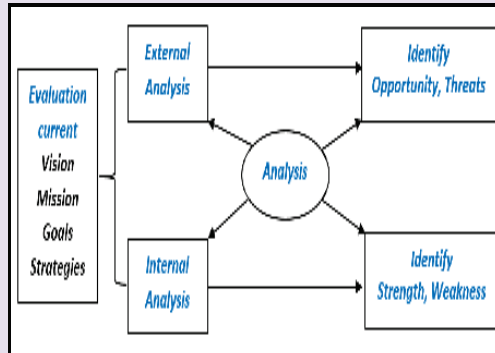 Evaluation
current
Vision
Mission
Goals
Strategies
External
Analysis
Identify
Opportunity, Threats
Analysis
Internal
Analysis
Identify
Strength, Weakness